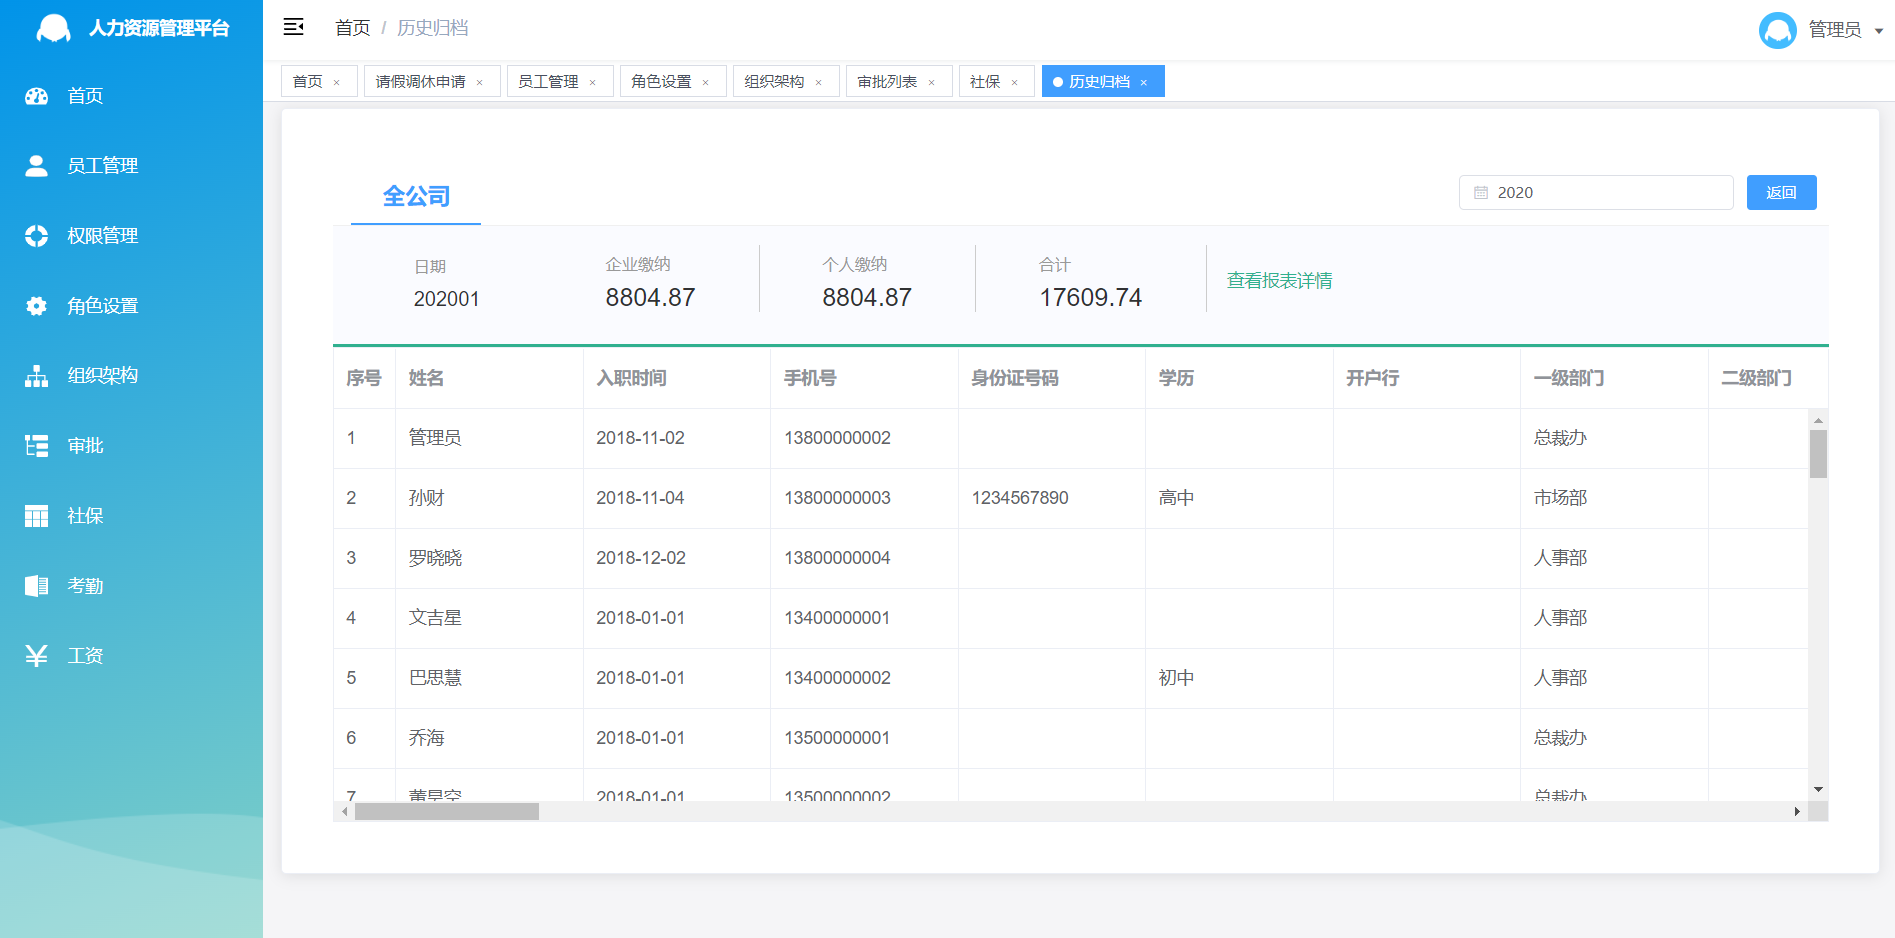 人力资源管理平台
首页
员工管理
权限管理
角色设置
组织架构
审批
社保
考勤
工资
首页 / 历史归档
管理员
首页 × 请假调休申请 × 员工管理 × 角色设置 × 组织架构 × 审批列表 × 社保 × 历史归档 ×
全公司
2020
返回
日期 企业缴纳 个人缴纳 合计
202001 8804.87 8804.87 17609.74
查看报表详情
序号 姓名 入职时间 手机号 身份证号码 学历 开户行 一级部门 二级部门
1 管理员 2018-11-02 13800000002 总裁办
2 孙财 2018-11-04 13800000003 1234567890 高中 市场部
3 罗晓晓 2018-12-02 13800000004 人事部
4 文吉星 2018-01-01 13400000001 人事部
5 巴思慧 2018-01-01 13400000002 初中 人事部
6 乔海 2018-01-01 13500000001 总裁办
7 2018-01-01 13500000002 总裁办